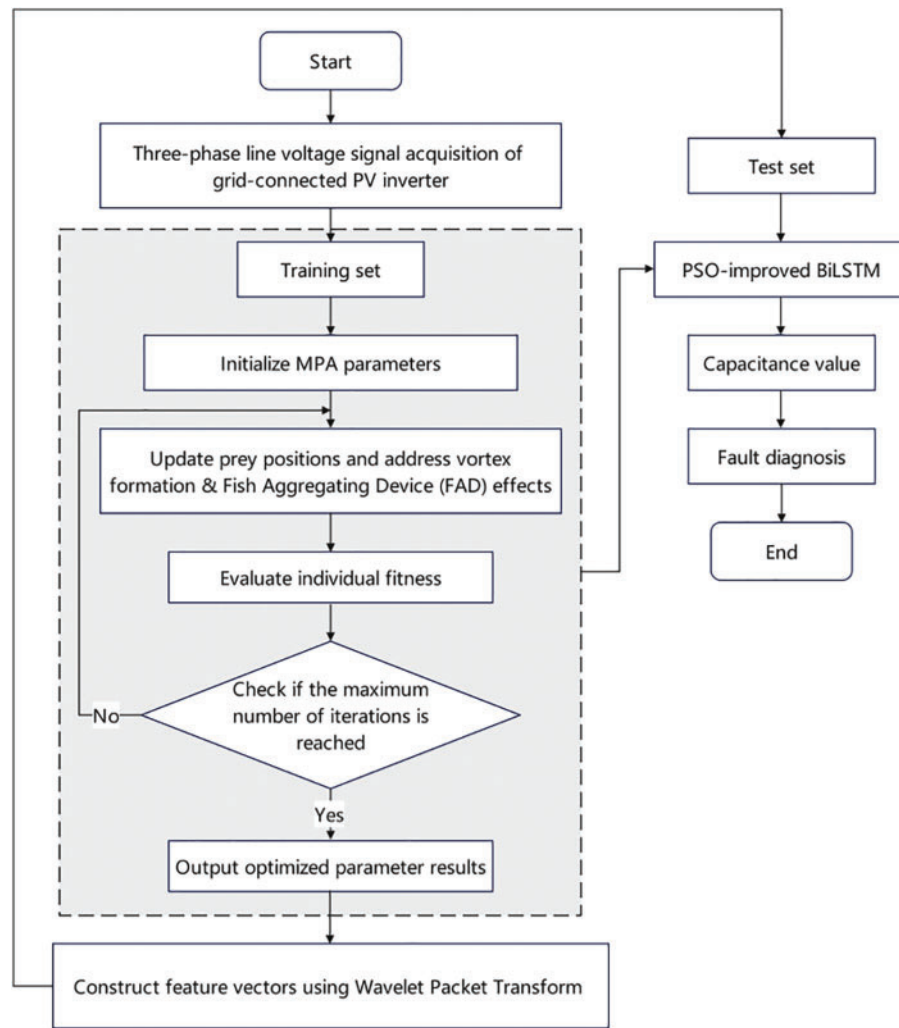 Start
Three-phase line voltage signal acquisition of
grid-connected PV inverter
Training set
Initialize MPA parameters
Update prey positions and address vortex
formation & Fish Aggregating Device (FAD) effects
Evaluate individual fitness
Check if the maximum
number of iterations is
reached
No
Yes
Output optimized parameter results
Construct feature vectors using Wavelet Packet Transform
Test set
PSO-improved BiLSTM
Capacitance value
Fault diagnosis
End